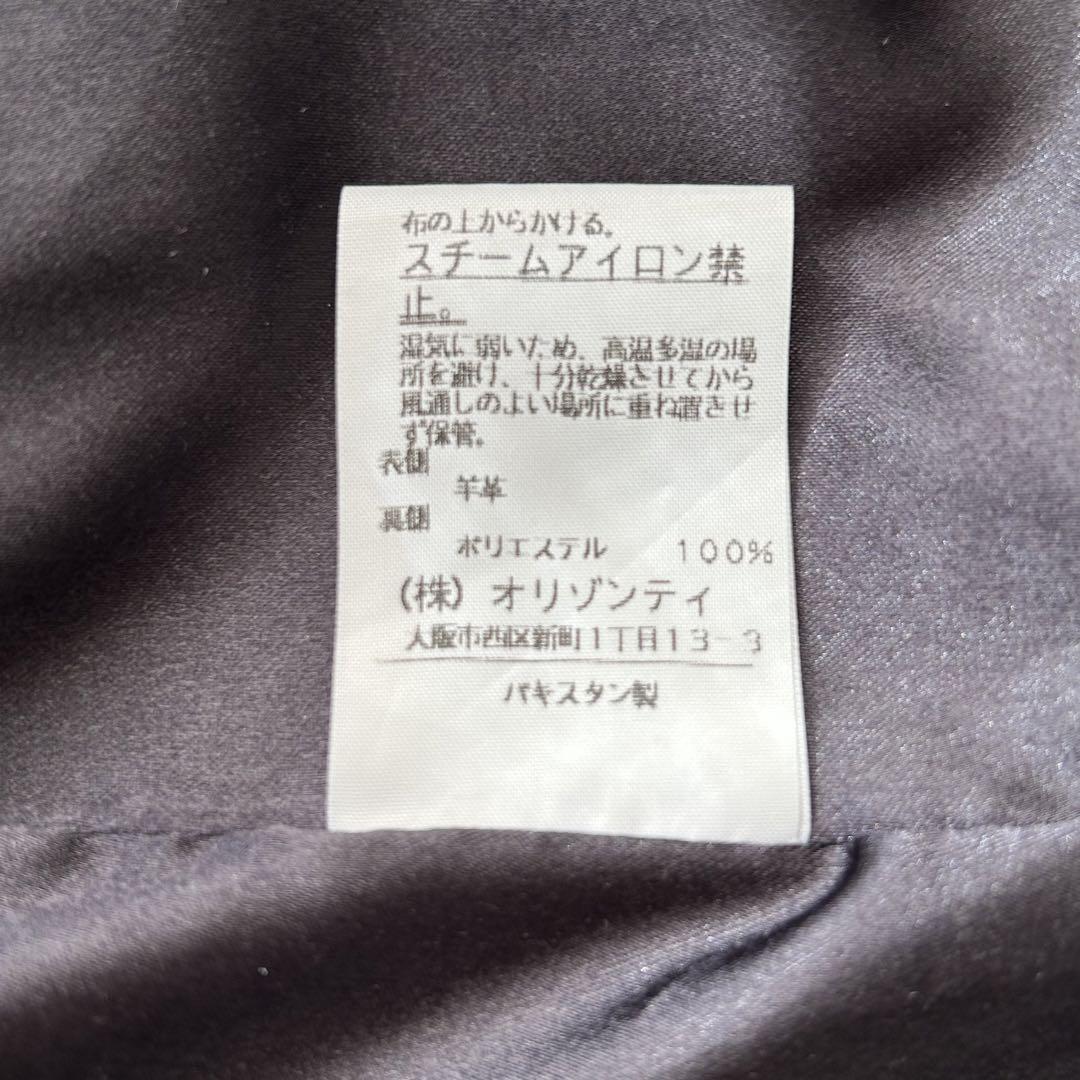 布の上からかける。
スチームアイロン禁
止。
湿気に弱いため、高温多湿の場
所を避け、十分乾燥させてから
風通しのよい場所に重ね置きせ
ず保管。
表側
羊革
裏側
ポリエステル 100%
(株)オリゾンティ
大阪市西区新町1丁目13-3
パキスタン製